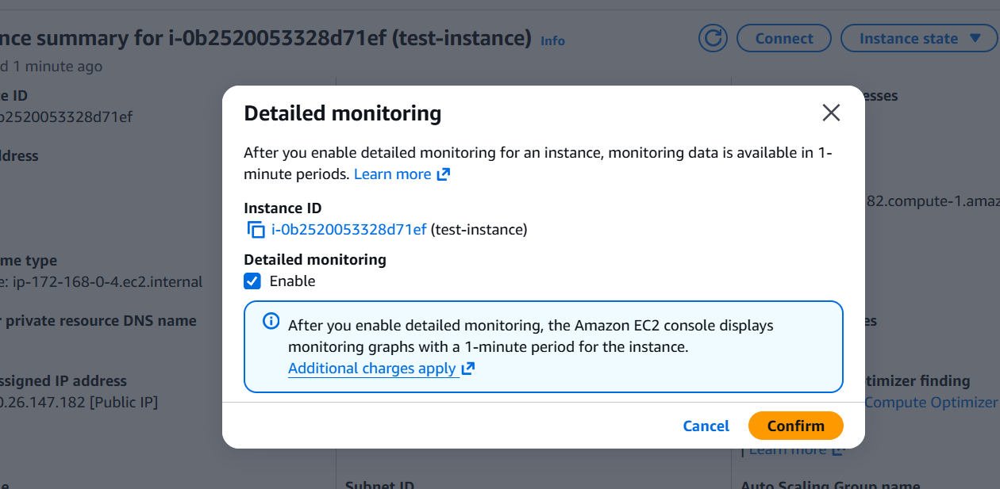 nce summary for i-0b2520053328d71ef (test-instance) Info
Connect
Instance state
d 1 minute ago
e ID
b2520053328d71ef
ddress
me type
e: ip-172-168-0-4.ec2.internal
r private resource DNS name
ssigned IP address
0.26.147.182 [Public IP]
Detailed monitoring
After you enable detailed monitoring for an instance, monitoring data is available in 1-
minute periods. Learn more
Instance ID
i-0b2520053328d71ef (test-instance)
Detailed monitoring
Enable
After you enable detailed monitoring, the Amazon EC2 console displays
monitoring graphs with a 1-minute period for the instance.
Additional charges apply
Cancel
Confirm
esses
82.compute-1.amaz
es
timizer finding
Compute Optimizer
| Learn more
e
Subnet ID
Auto Scaling Group name